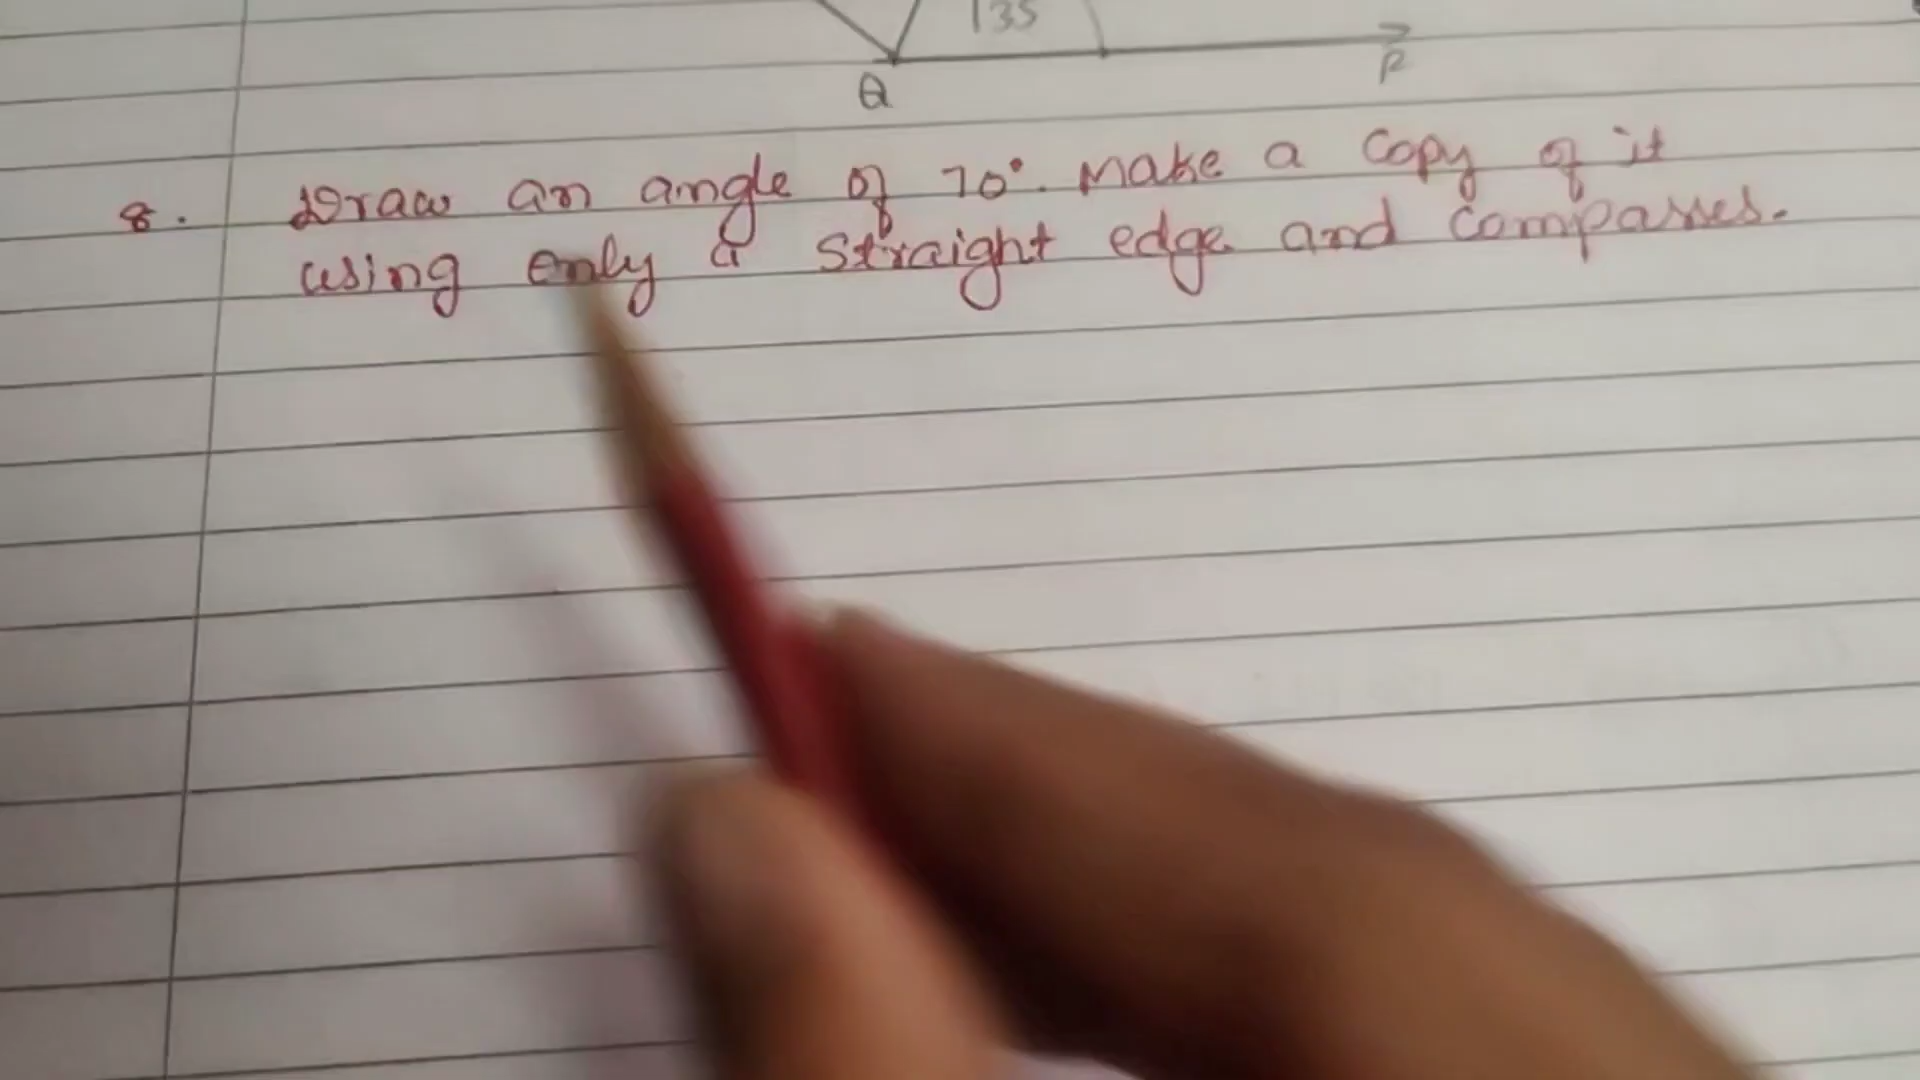 135
Q
P
8. Draw an angle of 70°. Make a copy of it
using only a straight edge and compasses.